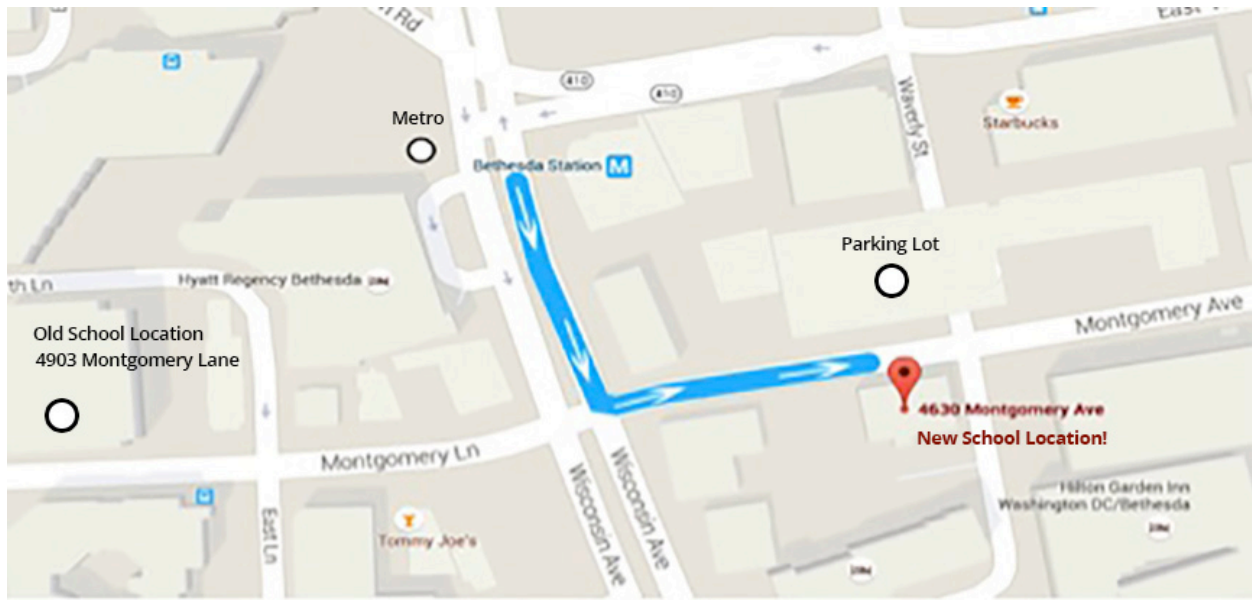 n Rd
East
410
410
Metro
Waverly St
Starbucks
Bethesda Station M
Parking Lot
th Ln
Hyatt Regency Bethesda
Montgomery Ave
Old School Location
4903 Montgomery Lane
4630 Montgomery Ave
New School Location!
Montgomery Ln
Wisconsin Ave
Wisconsin Ave
Hilton Garden Inn
Washington DC/Bethesda
East Ln
Tommy Joe's